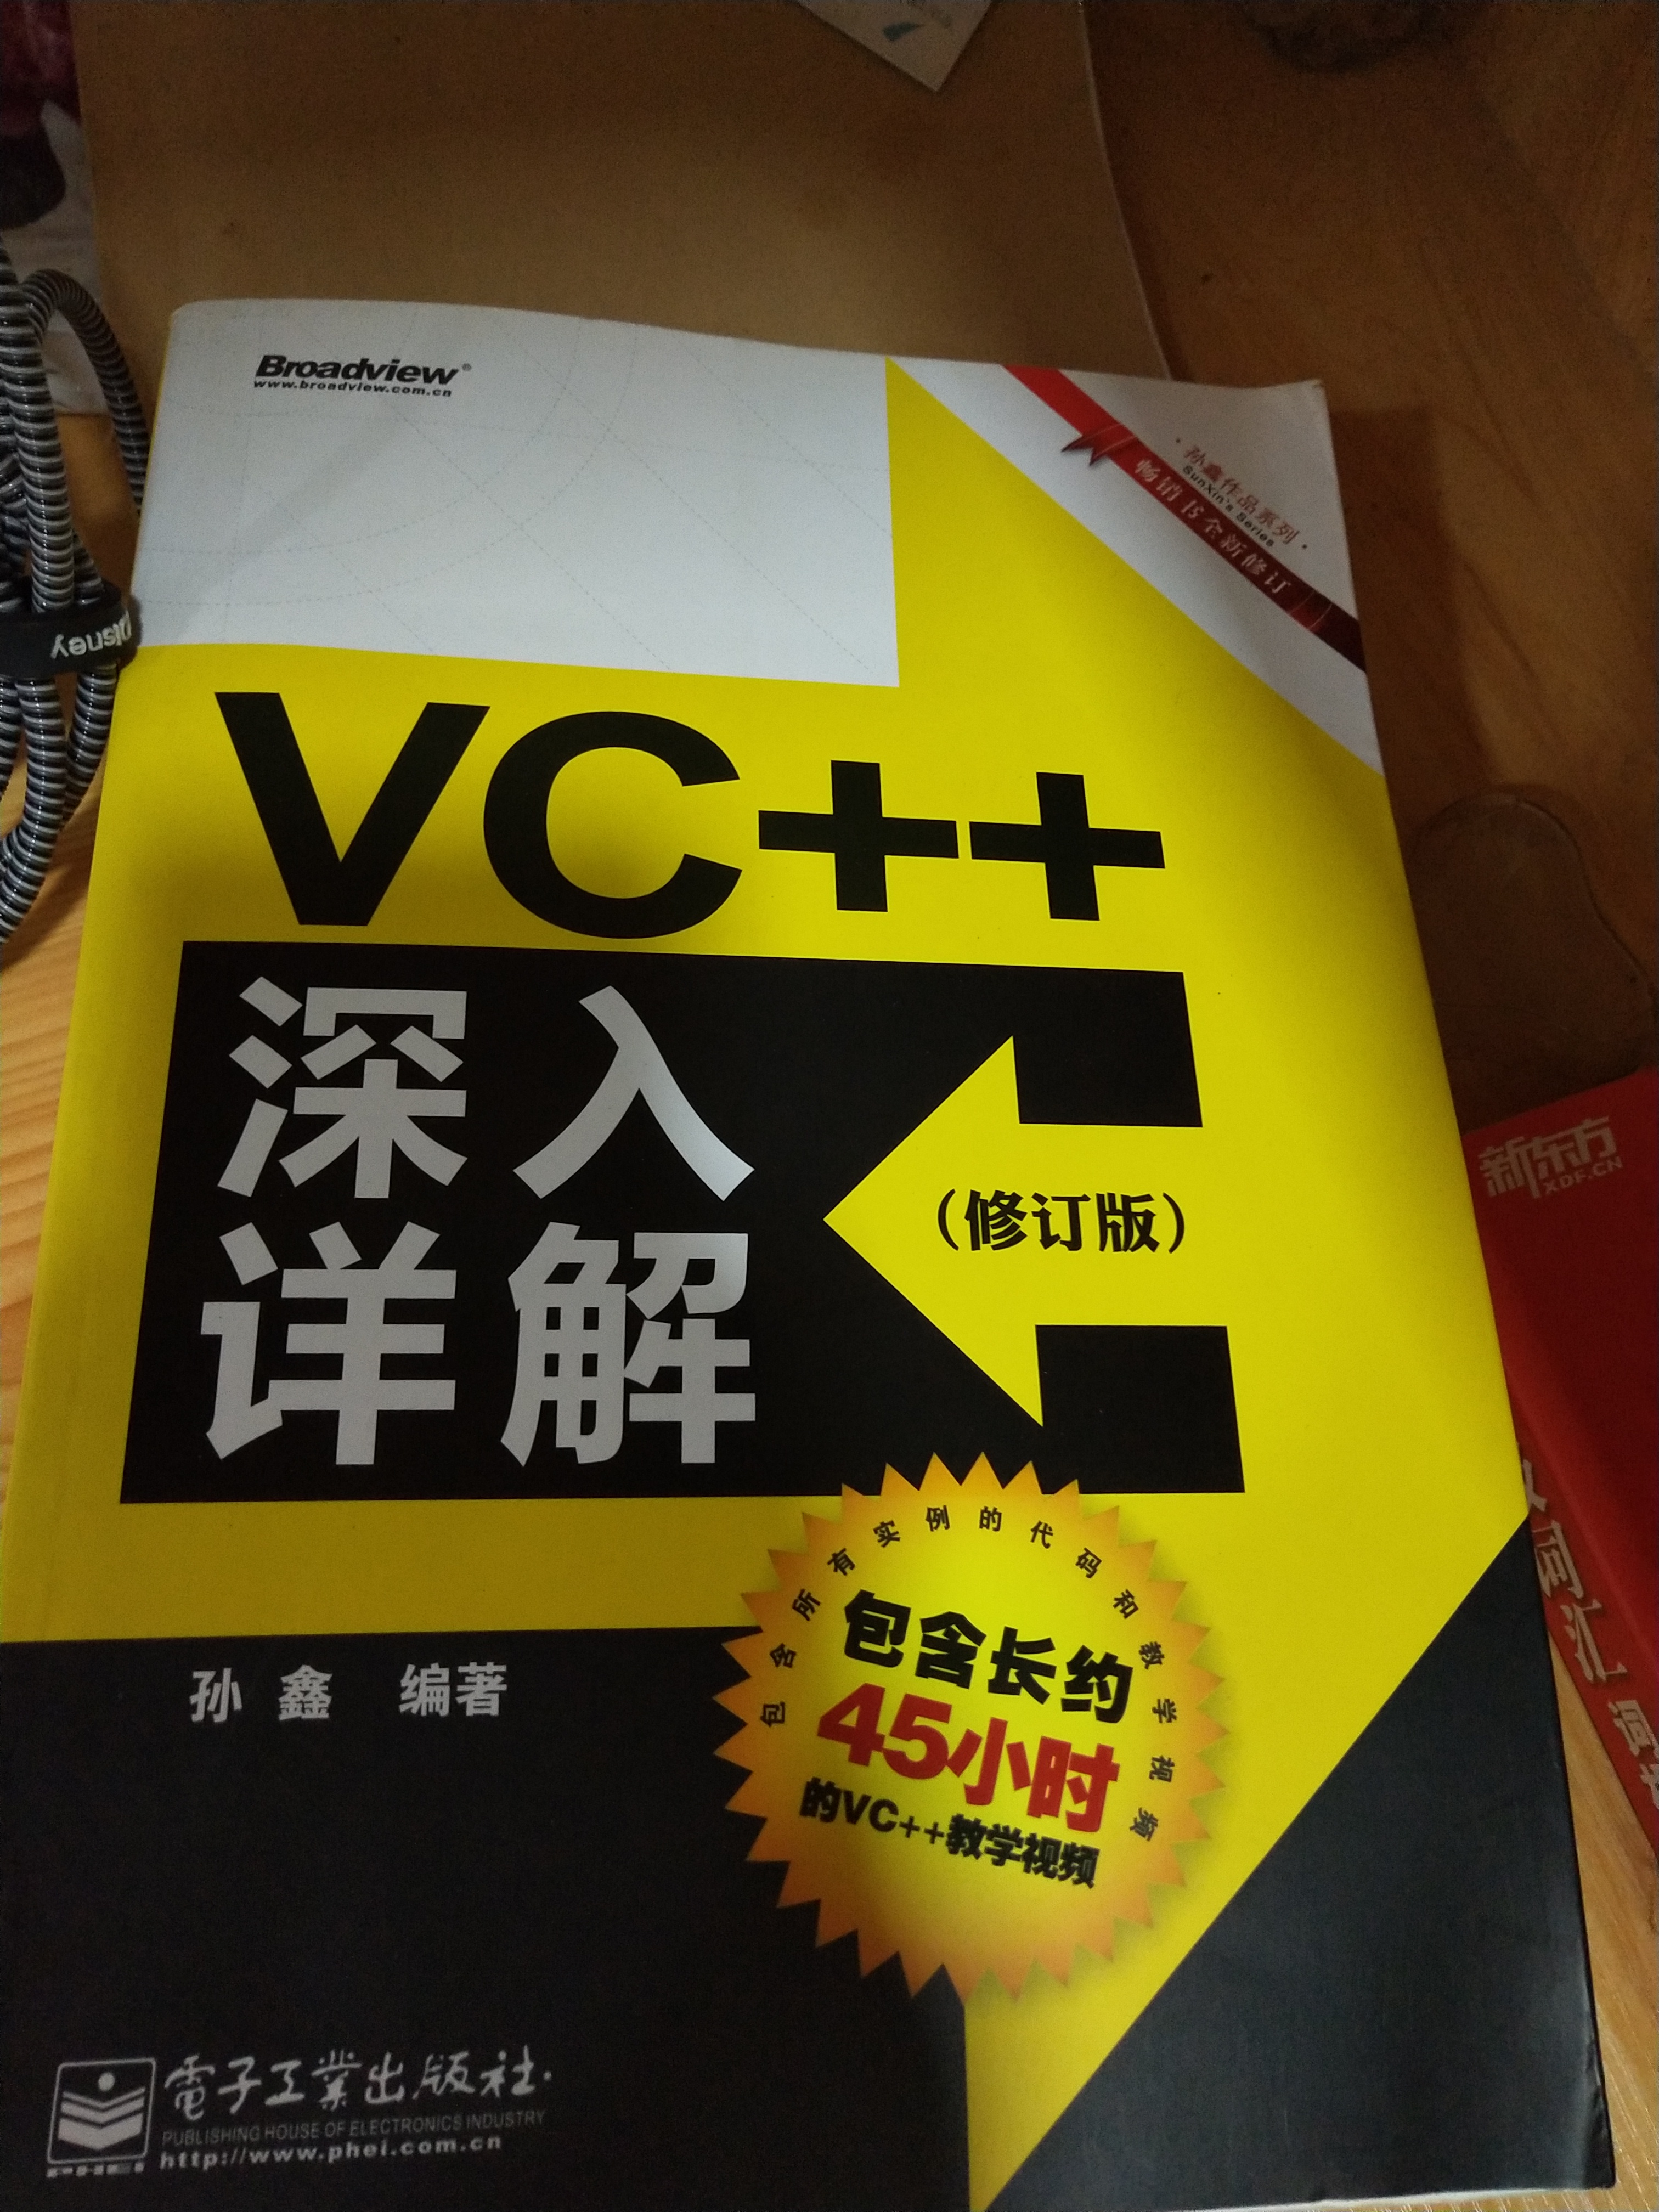 Broadview®
www.broadview.com.cn
·孙鑫作品系列·
SunXin's Series
畅销书全新修订
VC++
深入
详解
(修订版)
包含所有实例的代码和教学视频
包含长约
45小时
的VC++教学视频
孙鑫 编著
電子工業出版社·
PUBLISHING HOUSE OF ELECTRONICS INDUSTRY
http://www.phei.com.cn
PHEI
Disney
新东方
XDF.CN
词汇